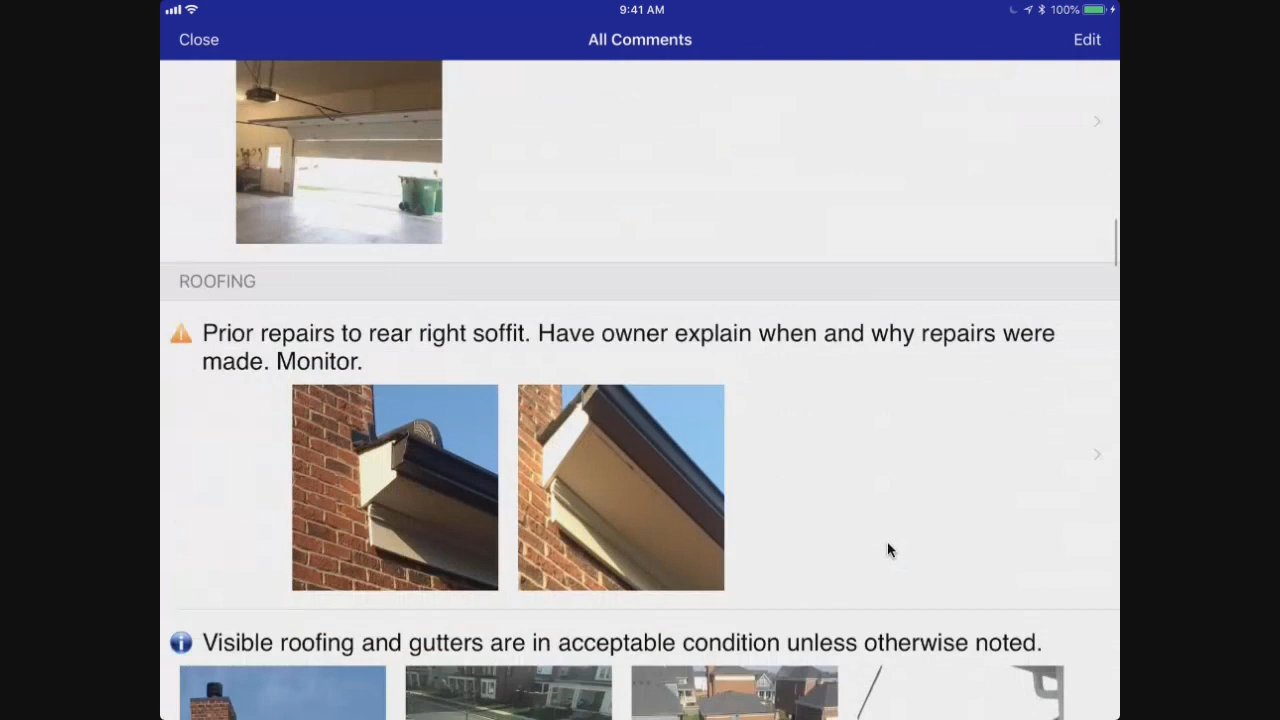 9:41 AM
100%
Close
All Comments
Edit
ROOFING
Prior repairs to rear right soffit. Have owner explain when and why repairs were
made. Monitor.
Visible roofing and gutters are in acceptable condition unless otherwise noted.